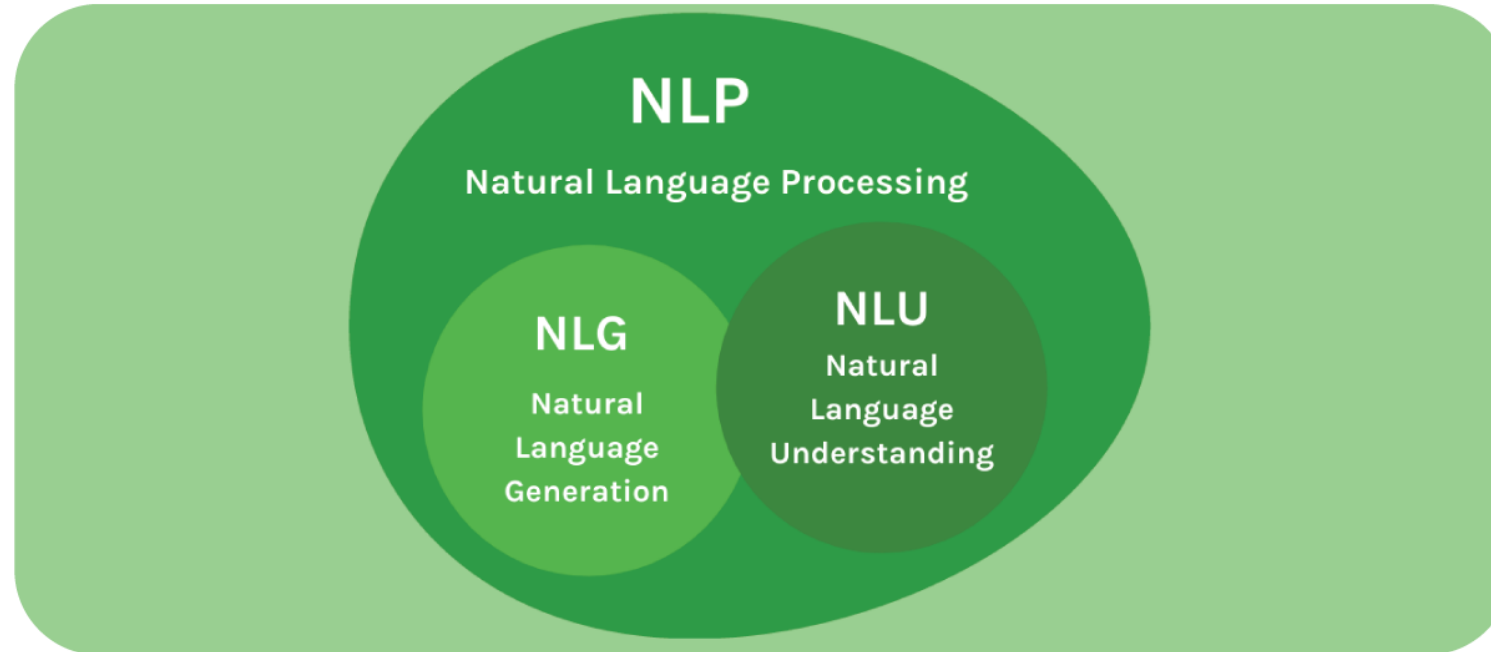 NLP
Natural Language Processing
NLG
Natural
Language
Generation
NLU
Natural
Language
Understanding